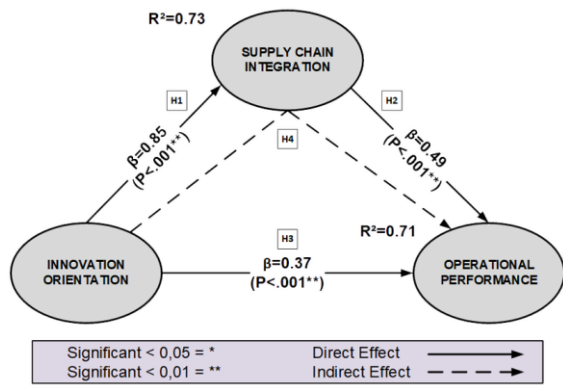 R²=0.73
SUPPLY CHAIN
INTEGRATION
H1
H2
β=0.85
(P<.001**)
β=0.49
(P<.001**)
H4
R²=0.71
H3
INNOVATION
ORIENTATION
β=0.37
(P<.001**)
OPERATIONAL
PERFORMANCE
Significant < 0,05 = * Direct Effect
Significant < 0,01 = ** Indirect Effect